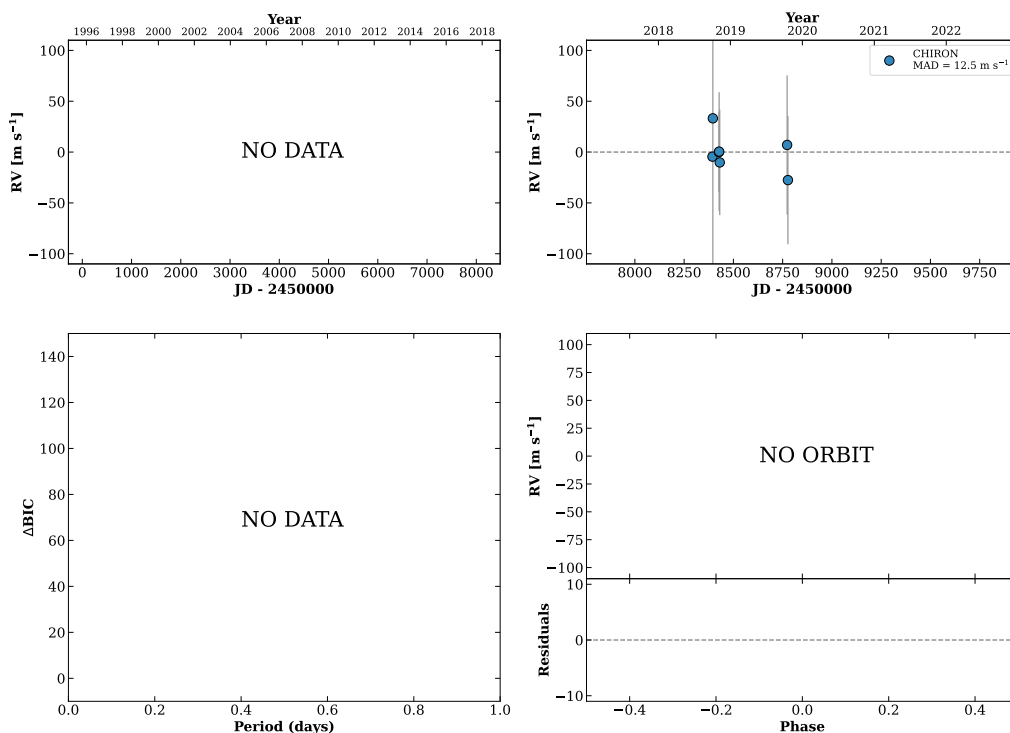 Year
1996 1998 2000 2002 2004 2006 2008 2010 2012 2014 2016 2018
100
50
0
−50
−100
RV [m s⁻¹]
NO DATA
0 1000 2000 3000 4000 5000 6000 7000 8000
JD - 2450000
Year
2018 2019 2020 2021 2022
CHIRON
MAD = 12.5 m s⁻¹
100
50
0
−50
−100
RV [m s⁻¹]
8000 8250 8500 8750 9000 9250 9500 9750
JD - 2450000
140
120
100
80
60
40
20
0
ΔBIC
NO DATA
0.0 0.2 0.4 0.6 0.8 1.0
Period (days)
100
75
50
25
0
−25
−50
−75
−100
RV [m s⁻¹]
NO ORBIT
10
0
−10
Residuals
−0.4 −0.2 0.0 0.2 0.4
Phase